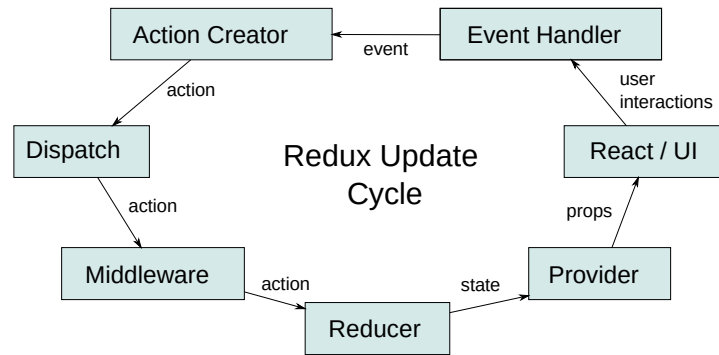 Action Creator
event
Event Handler
action
user
interactions
Dispatch
Redux Update
Cycle
React / UI
action
props
Middleware
action
Reducer
state
Provider